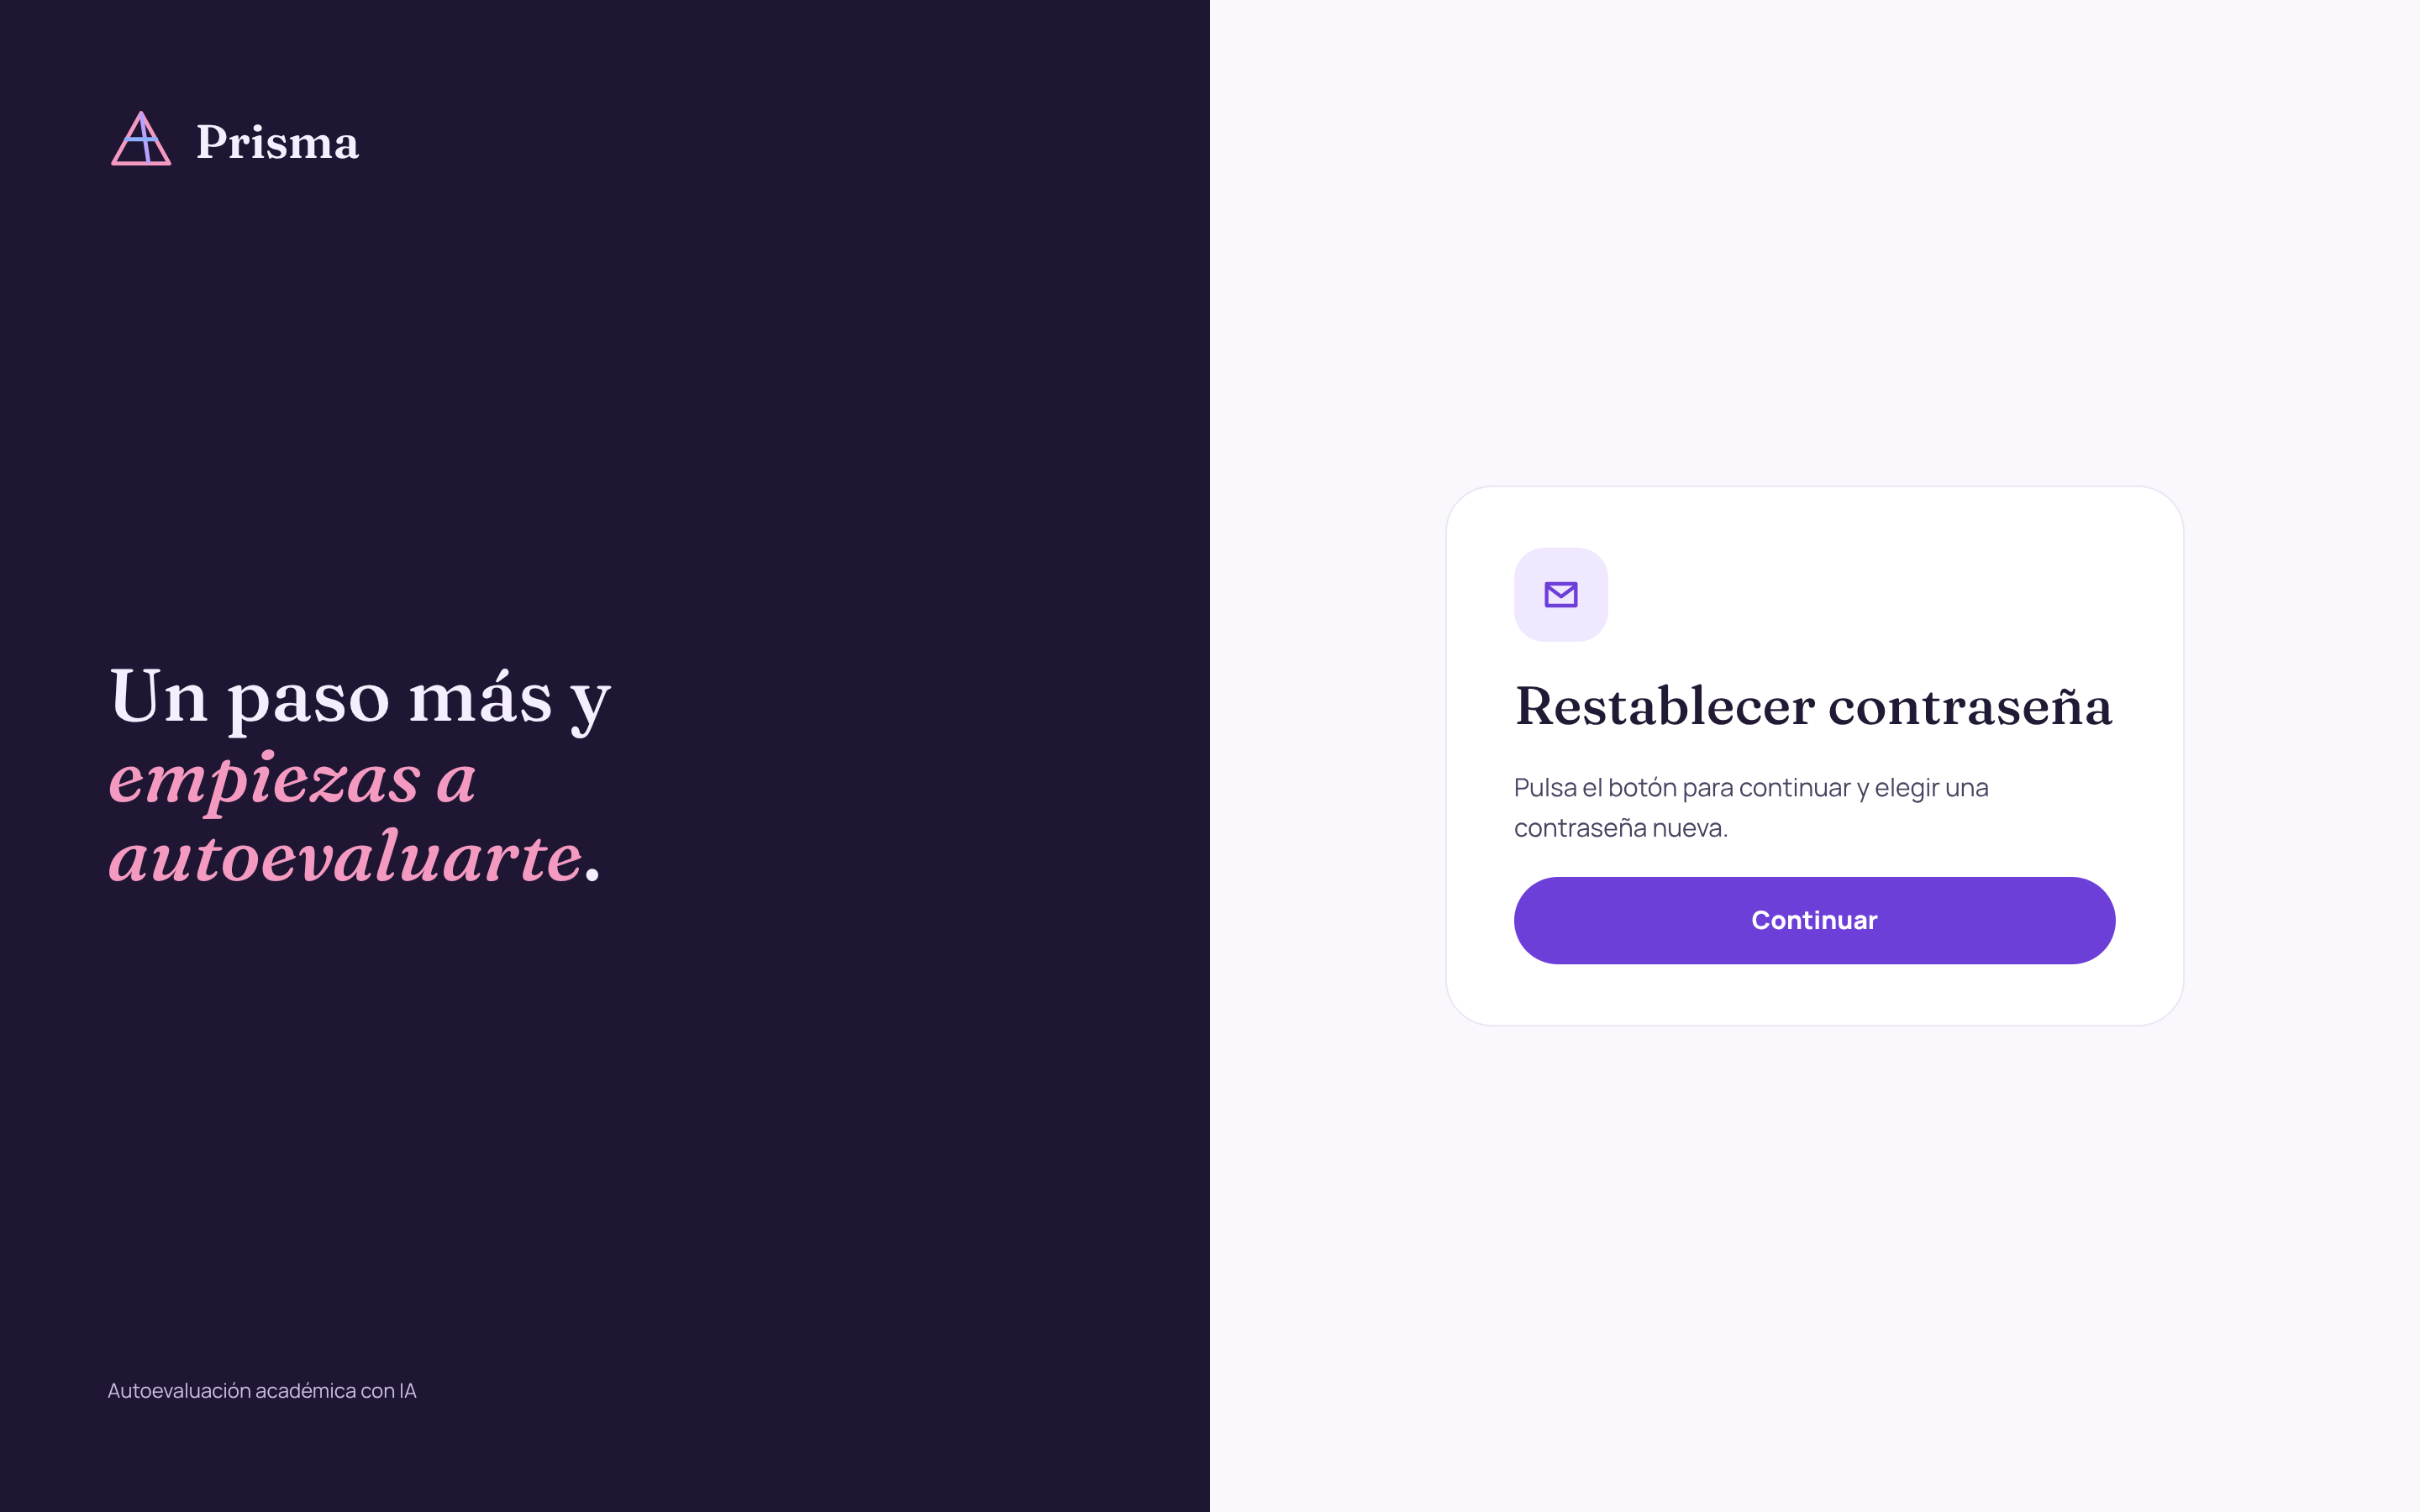 Prisma
Un paso más y
empiezas a
autoevaluarte.
Autoevaluación académica con IA
Restablecer contraseña
Pulsa el botón para continuar y elegir una
contraseña nueva.
Continuar